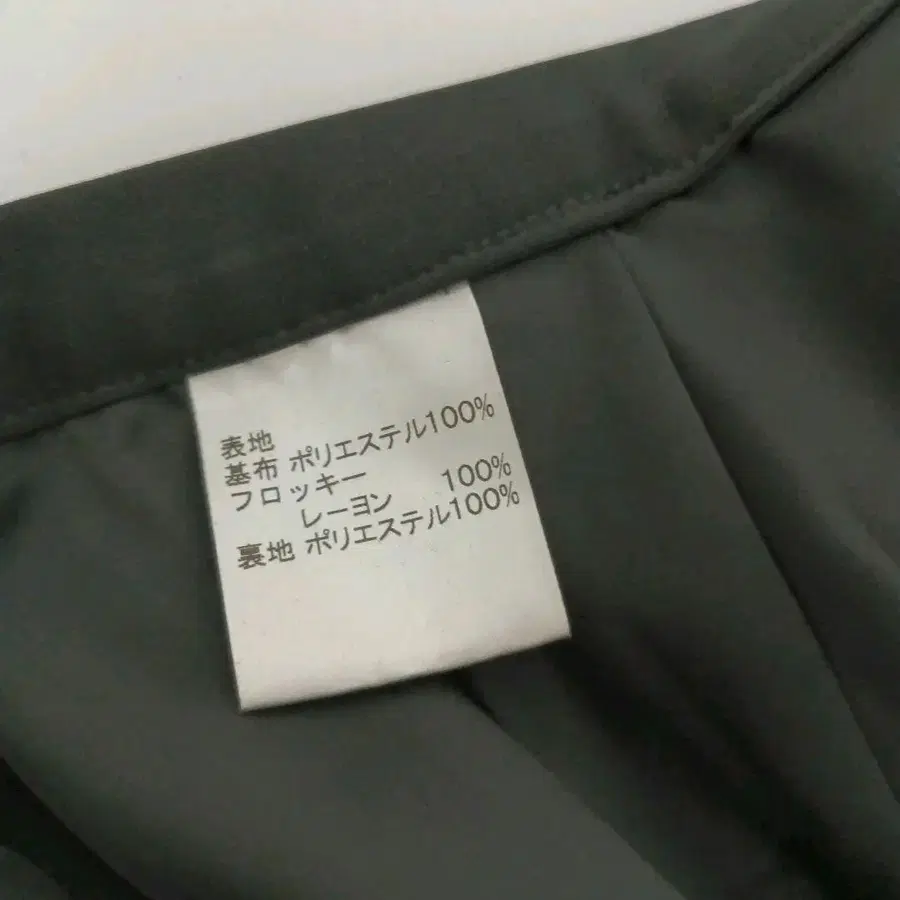 表地
基布 ポリエステル100%
フロッキー
レーヨン 100%
裏地 ポリエステル100%